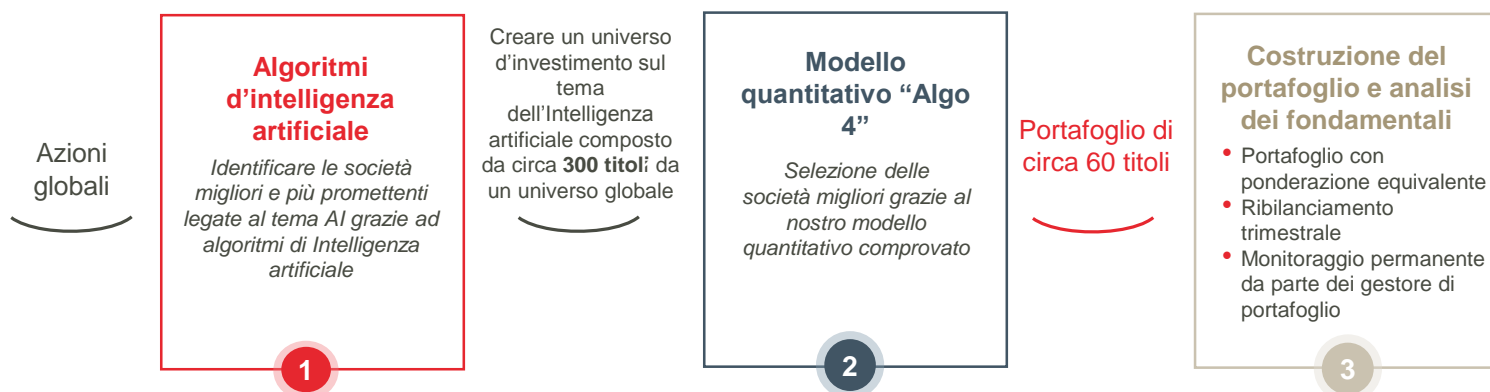 Azioni
globali
Algoritmi
d'intelligenza
artificiale
Identificare le società
migliori e più promettenti
legate al tema AI grazie ad
algoritmi di Intelligenza
artificiale
1
Creare un universo
d'investimento sul
tema
dell'Intelligenza
artificiale composto
da circa 300 titoli da
un universo globale
Modello
quantitativo “Algo
4”
Selezione delle
società migliori grazie al
nostro modello
quantitativo comprovato
2
Portafoglio di
circa 60 titoli
Costruzione del
portafoglio e analisi
dei fondamentali
• Portafoglio con
ponderazione equivalente
• Ribilanciamento
trimestrale
• Monitoraggio permanente
da parte dei gestore di
portafoglio
3